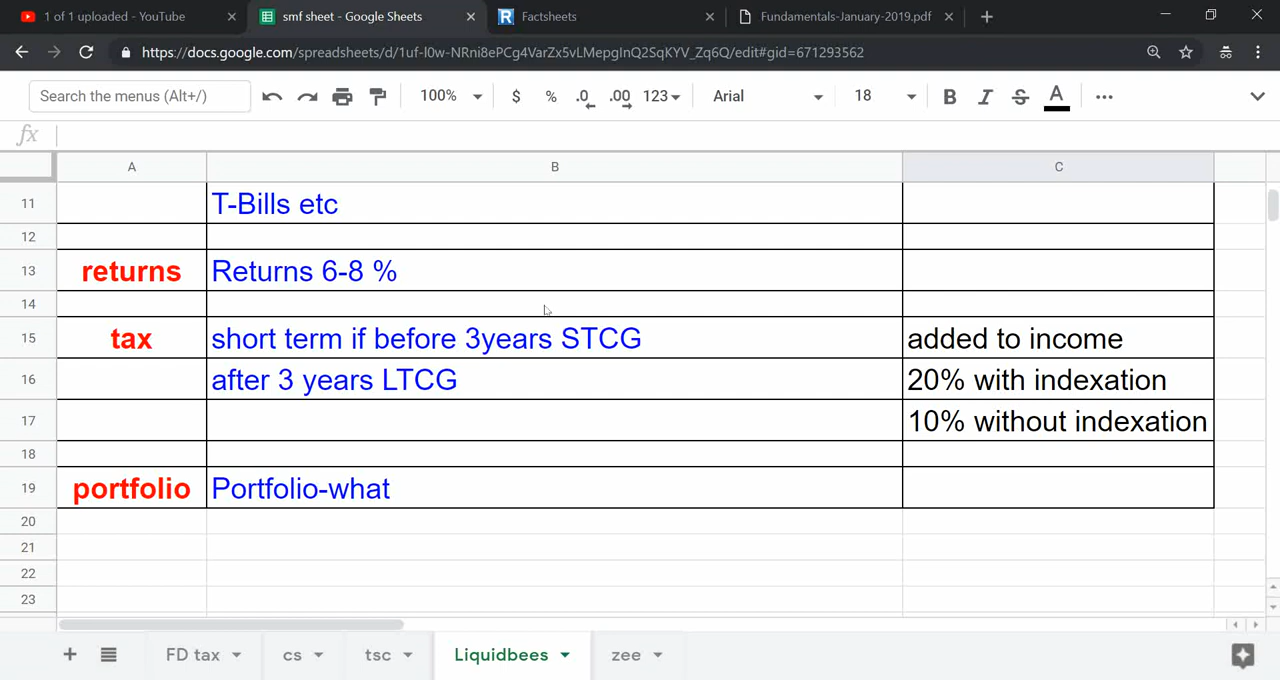 1 of 1 uploaded - YouTube
smf sheet - Google Sheets
Factsheets
Fundamentals-January-2019.pdf
https://docs.google.com/spreadsheets/d/1uf-I0w-NRni8ePCg4VarZx5vLMepgInQ2SqKYV_Zq6Q/edit#gid=671293562
Search the menus (Alt+/)
100%
$ % .0 .00 123
Arial
18
B I S A
fx
A B C
11 T-Bills etc
12
13 returns Returns 6-8 %
14
15 tax short term if before 3years STCG added to income
16 after 3 years LTCG 20% with indexation
17 10% without indexation
18
19 portfolio Portfolio-what
20
21
22
23
FD tax cs tsc Liquidbees zee